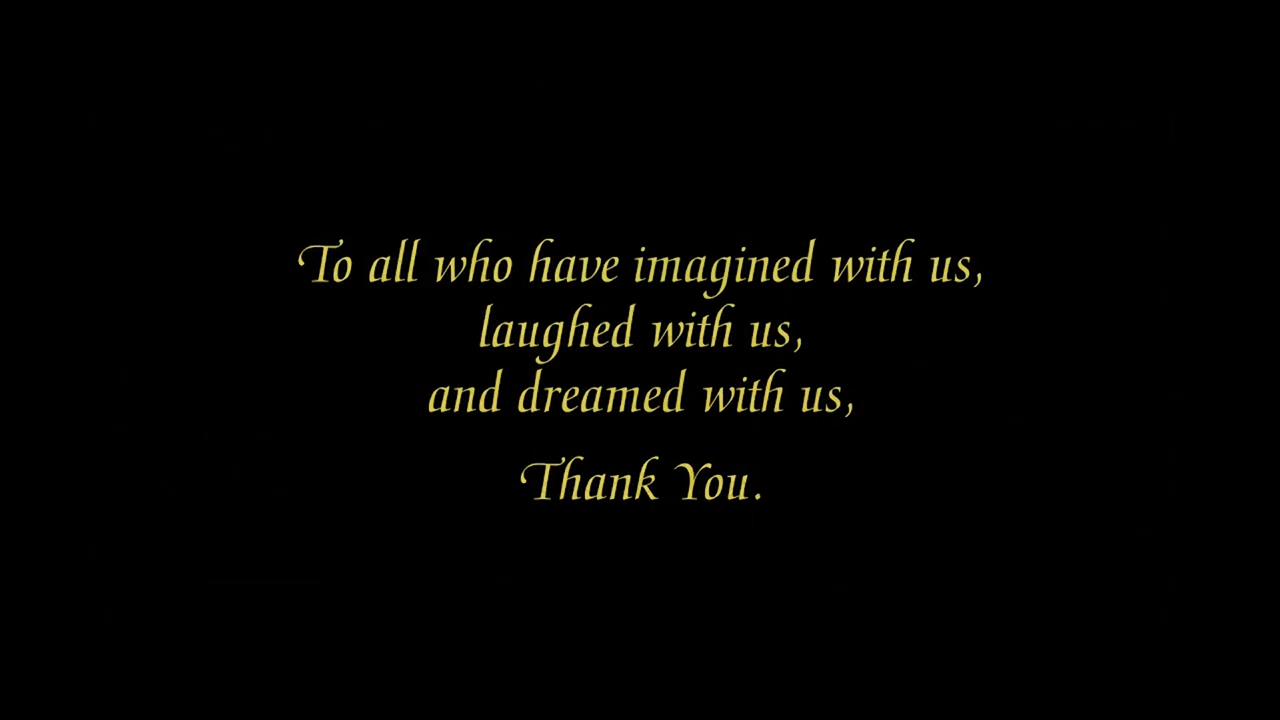 To all who have imagined with us,
laughed with us,
and dreamed with us,
Thank You.